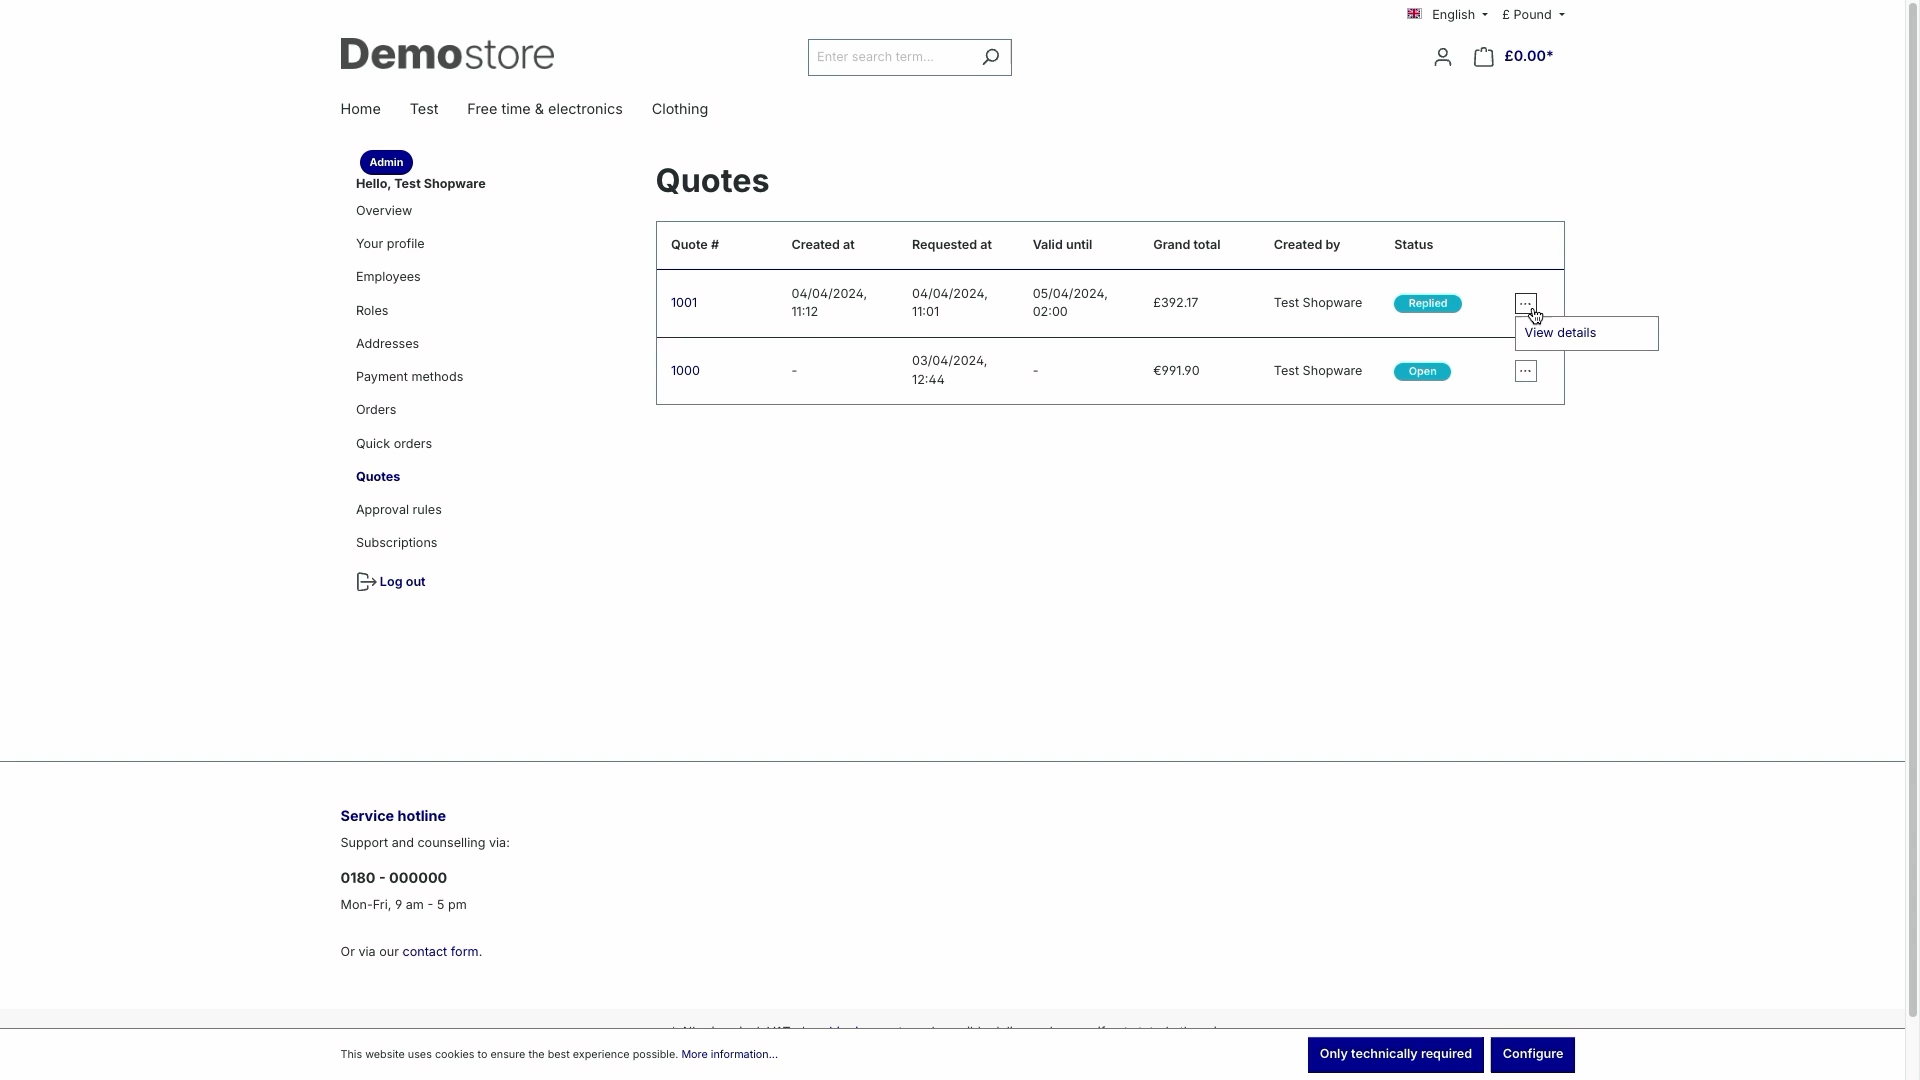 English
£ Pound
Demostore
Enter search term...
£0.00*
Home Test Free time & electronics Clothing
Admin
Hello, Test Shopware
Overview
Your profile
Employees
Roles
Addresses
Payment methods
Orders
Quick orders
Quotes
Approval rules
Subscriptions
Log out
Quotes
Quote # Created at Requested at Valid until Grand total Created by Status
1001 04/04/2024, 11:12 04/04/2024, 11:01 05/04/2024, 02:00 £392.17 Test Shopware Replied ...
View details
1000 - 03/04/2024, 12:44 - €991.90 Test Shopware Open ...
Service hotline
Support and counselling via:
0180 - 000000
Mon-Fri, 9 am - 5 pm
Or via our contact form.
This website uses cookies to ensure the best experience possible. More information...
Only technically required
Configure